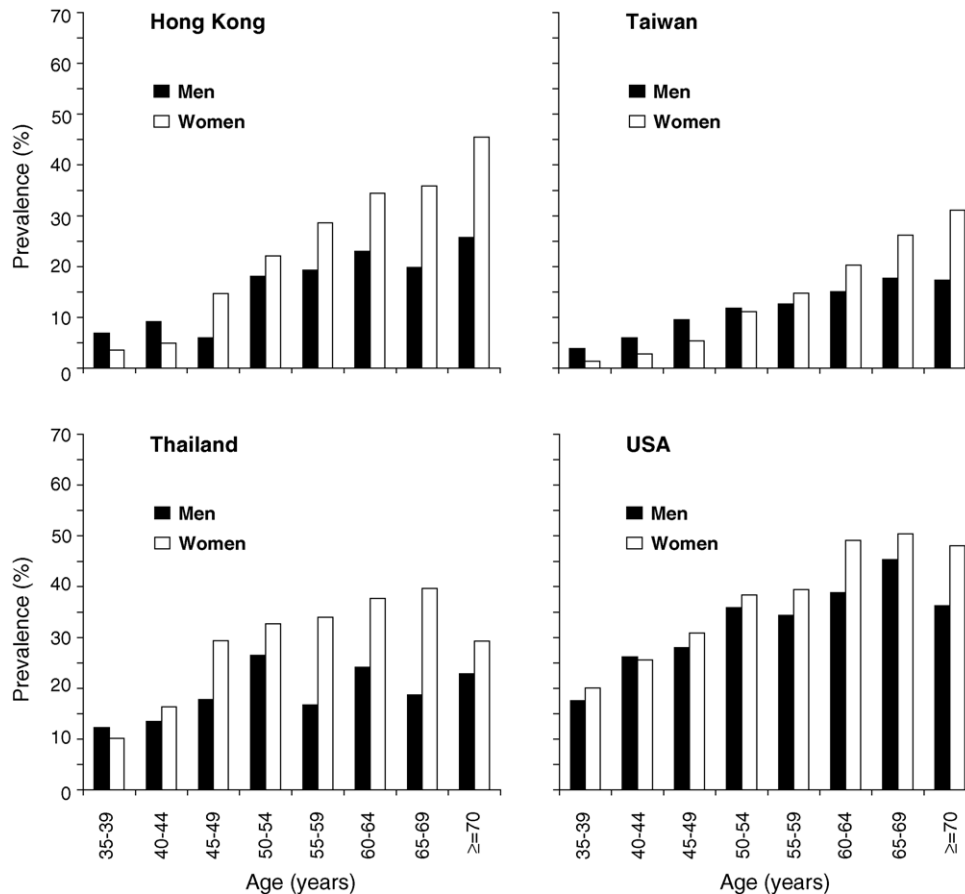 Hong Kong
Men
Women
Prevalence (%)
70
60
50
40
30
20
10
0
Taiwan
Men
Women
Thailand
Men
Women
Prevalence (%)
70
60
50
40
30
20
10
0
35-39
40-44
45-49
50-54
55-59
60-64
65-69
≥=70
Age (years)
USA
Men
Women
35-39
40-44
45-49
50-54
55-59
60-64
65-69
≥=70
Age (years)